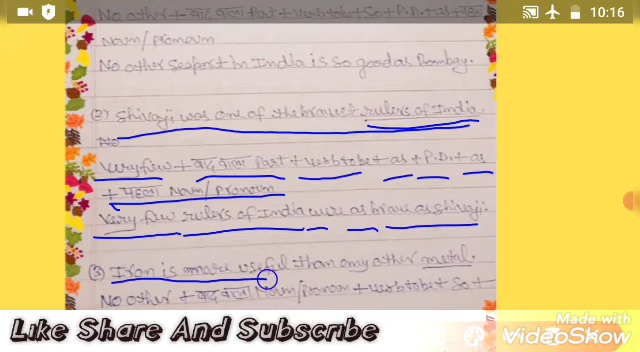 10:16
No other + बाद वाला Part + verb to be + So + P.D. + as + पहला
Noun/pronoun
No other Seaport in India is so good as Bombay.
(2) Shivaji was one of the bravest rulers of India.
No
Very few + बाद वाला Part + verb to be + as + P.D. + as
+ पहला Noun/Pronoun
Very few rulers of India were as brave as Shivaji.
(3) Iron is more useful than any other metal.
No other + बाद वाला Noun/Pronoun + verb to be + So +
Like Share And Subscribe
Made with
VideoShow